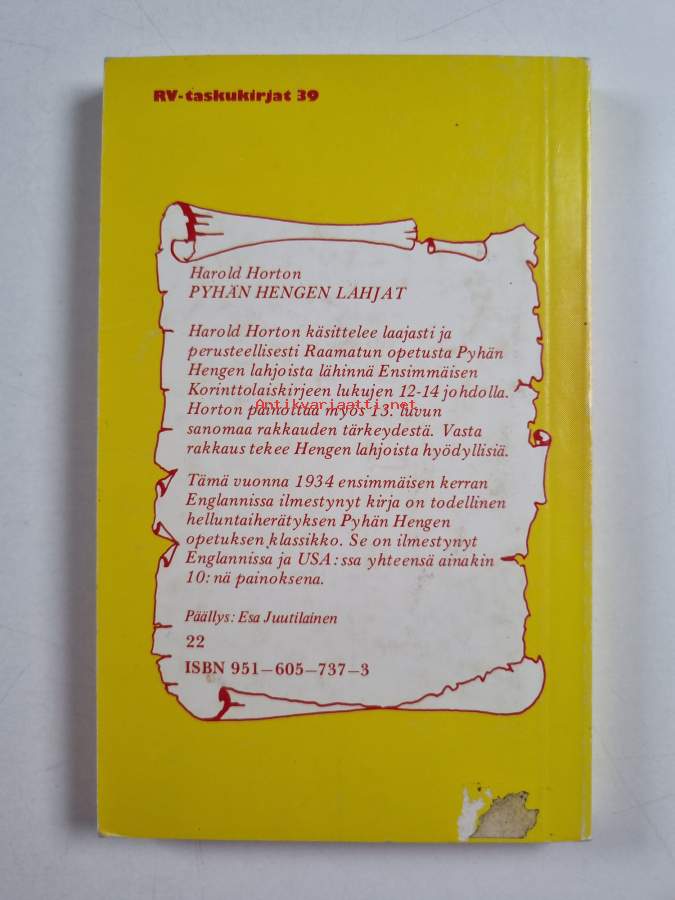 RV-taskukirjat 39
Harold Horton
PYHÄN HENGEN LAHJAT
Harold Horton käsittelee laajasti ja
perusteellisesti Raamatun opetusta Pyhän
Hengen lahjoista lähinnä Ensimmäisen
Korinttolaiskirjeen lukujen 12-14 johdolla.
Antikvariaatti.net
Horton painottaa myös 13. luvun
sanomaa rakkauden tärkeydestä. Vasta
rakkaus tekee Hengen lahjoista hyödyllisiä.
Tämä vuonna 1934 ensimmäisen kerran
Englannissa ilmestynyt kirja on todellinen
helluntaiherätyksen Pyhän Hengen
opetuksen klassikko. Se on ilmestynyt
Englannissa ja USA:ssa yhteensä ainakin
10:nä painoksena.
Päällys: Esa Juutilainen
22
ISBN 951–605–737–3